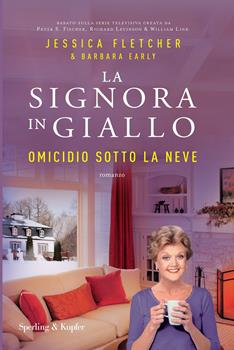 BASATO SULLA SERIE TELEVISIVA CREATA DA
PETER S. FISCHER, RICHARD LEVINSON & WILLIAM LINK
JESSICA FLETCHER
& BARBARA EARLY
LA
SIGNORA
IN GIALLO
OMICIDIO SOTTO LA NEVE
romanzo
Sperling & Kupfer